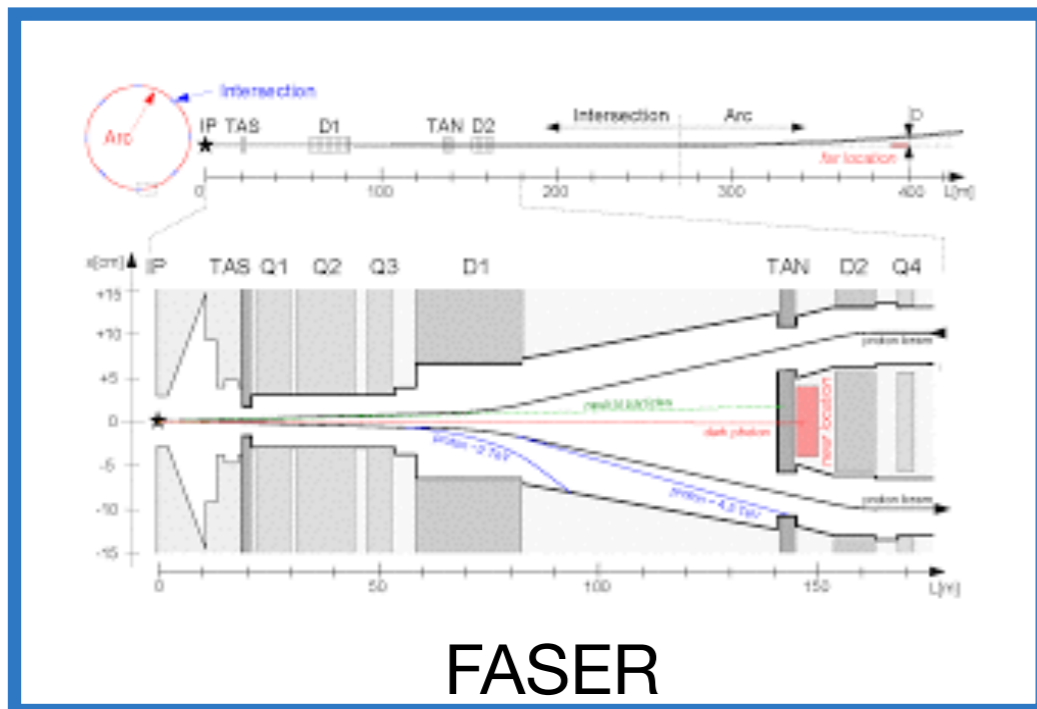 Intersection
Arc
IP TAS D1 TAN D2 Intersection Arc D
far location
0 100 200 300 400 L[m]
x[cm] IP TAS Q1 Q2 Q3 D1 TAN D2 Q4
+15
+10
proton beam
+5
neutral particles
near location
0
dark photon
-5
proton beam
-10
-15
0 50 100 150 L[m]
FASER